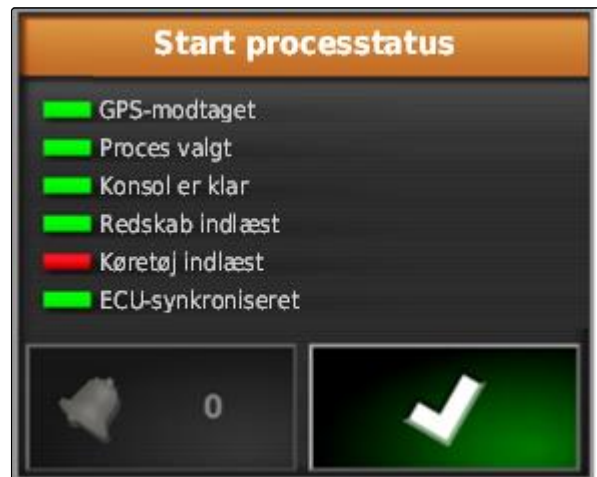 Start processtatus
GPS-modtaget
Proces valgt
Konsol er klar
Redskab indlæst
Køretøj indlæst
ECU-synkroniseret
0